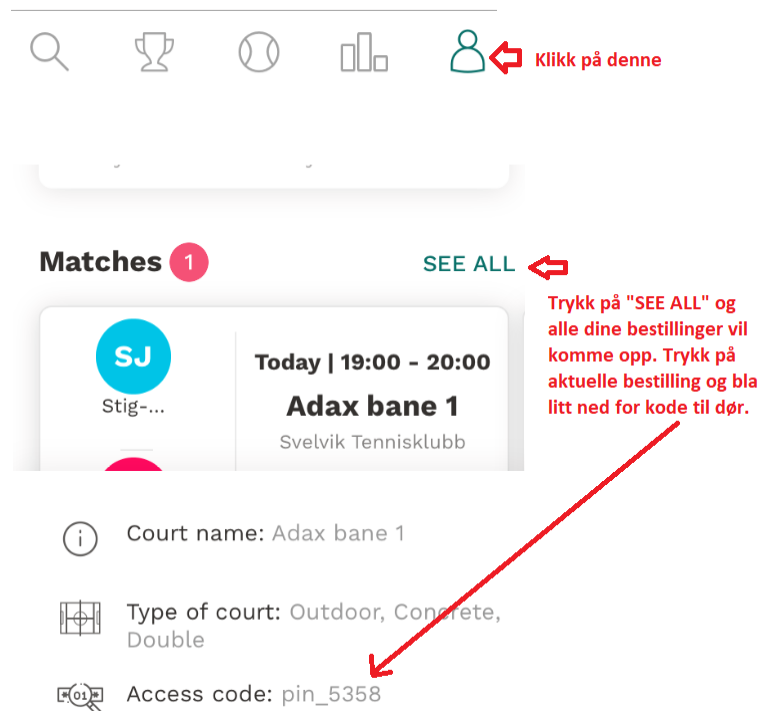 Klikk på denne
Matches 1
SEE ALL
Trykk på "SEE ALL" og
alle dine bestillinger vil
komme opp. Trykk på
aktuelle bestilling og bla
litt ned for kode til dør.
SJ
Stig-...
Today | 19:00 - 20:00
Adax bane 1
Svelvik Tennisklubb
Court name: Adax bane 1
Type of court: Outdoor, Concrete,
Double
01
Access code: pin_5358